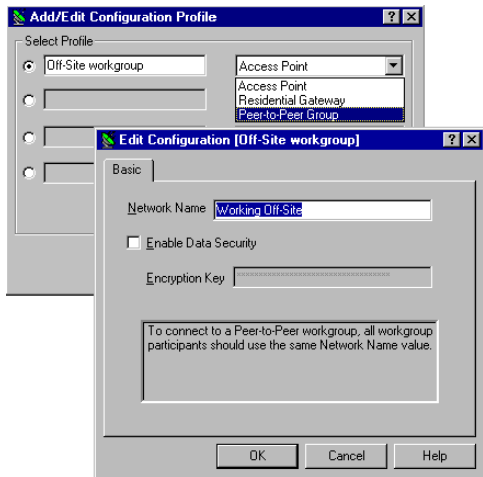 Add/Edit Configuration Profile
Select Profile
Off-Site workgroup
Access Point
Access Point
Residential Gateway
Peer-to-Peer Group
Edit Configuration [Off-Site workgroup]
Basic
Network Name Working Off-Site
Enable Data Security
Encryption Key ××××××××××××××××××××××××××××××××
To connect to a Peer-to-Peer workgroup, all workgroup
participants should use the same Network Name value.
OK Cancel Help